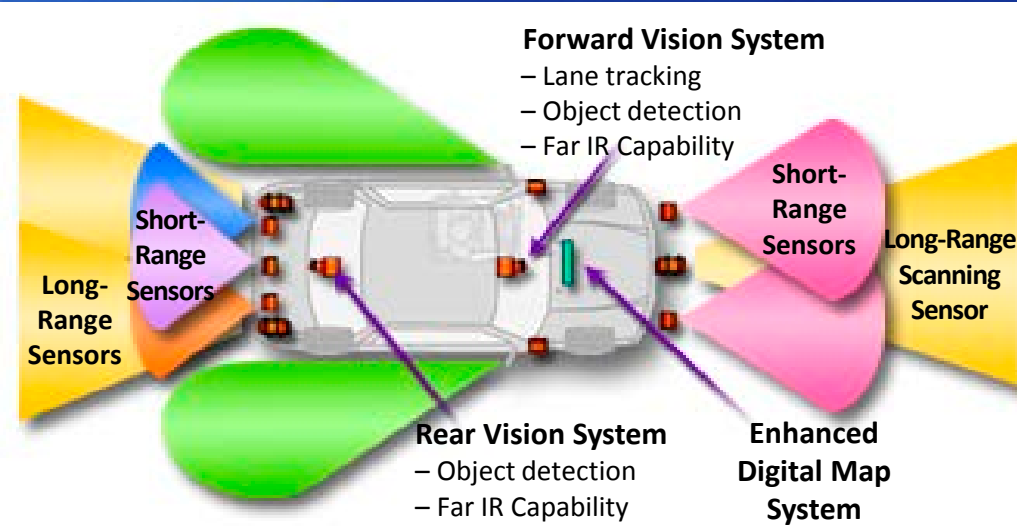 Forward Vision System
– Lane tracking
– Object detection
– Far IR Capability
Short-
Range
Sensors
Long-Range
Scanning
Sensor
Short-
Range
Sensors
Long-
Range
Sensors
Rear Vision System
– Object detection
– Far IR Capability
Enhanced
Digital Map
System